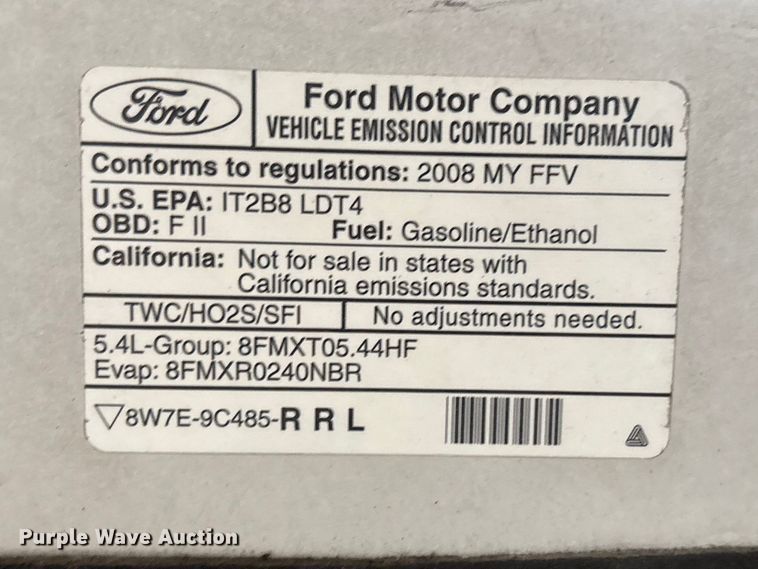 Ford
Ford Motor Company
VEHICLE EMISSION CONTROL INFORMATION
Conforms to regulations: 2008 MY FFV
U.S. EPA: IT2B8 LDT4
OBD: F II Fuel: Gasoline/Ethanol
California: Not for sale in states with
California emissions standards.
TWC/HO2S/SFI No adjustments needed.
5.4L-Group: 8FMXT05.44HF
Evap: 8FMXR0240NBR
8W7E-9C485-R R L
Purple Wave Auction